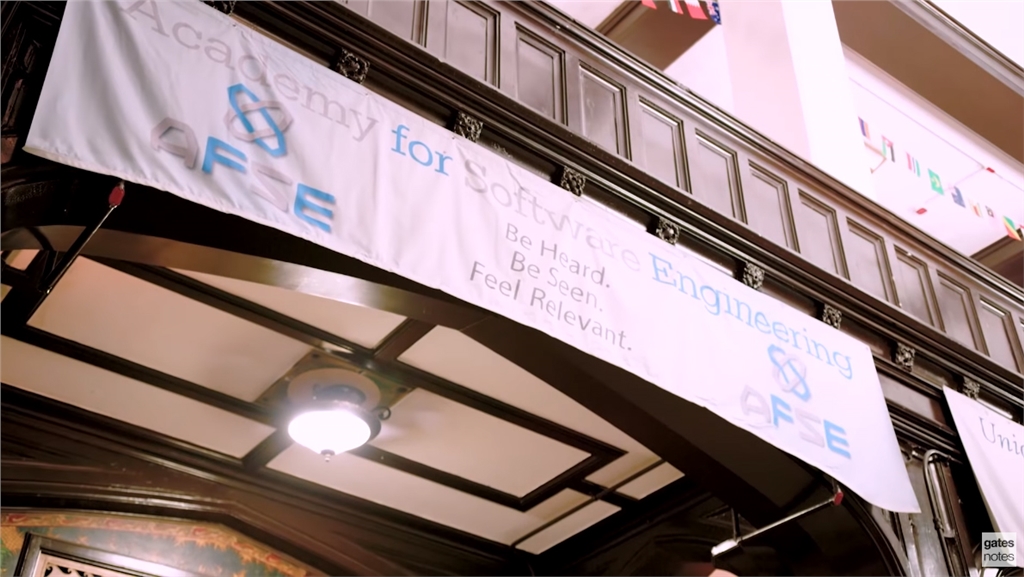 Academy for Software Engineering
AFSE
Be Heard.
Be Seen.
Feel Relevant.
AFSE
gates
notes